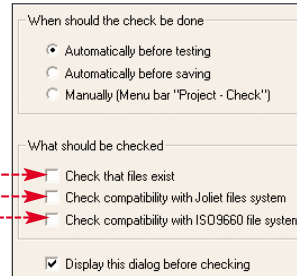 When should the check be done
Automatically before testing
Automatically before saving
Manually (Menu bar "Project - Check")
What should be checked
Check that files exist
Check compatibility with Joliet files system
Check compatibility with ISO9660 file system
Display this dialog before checking